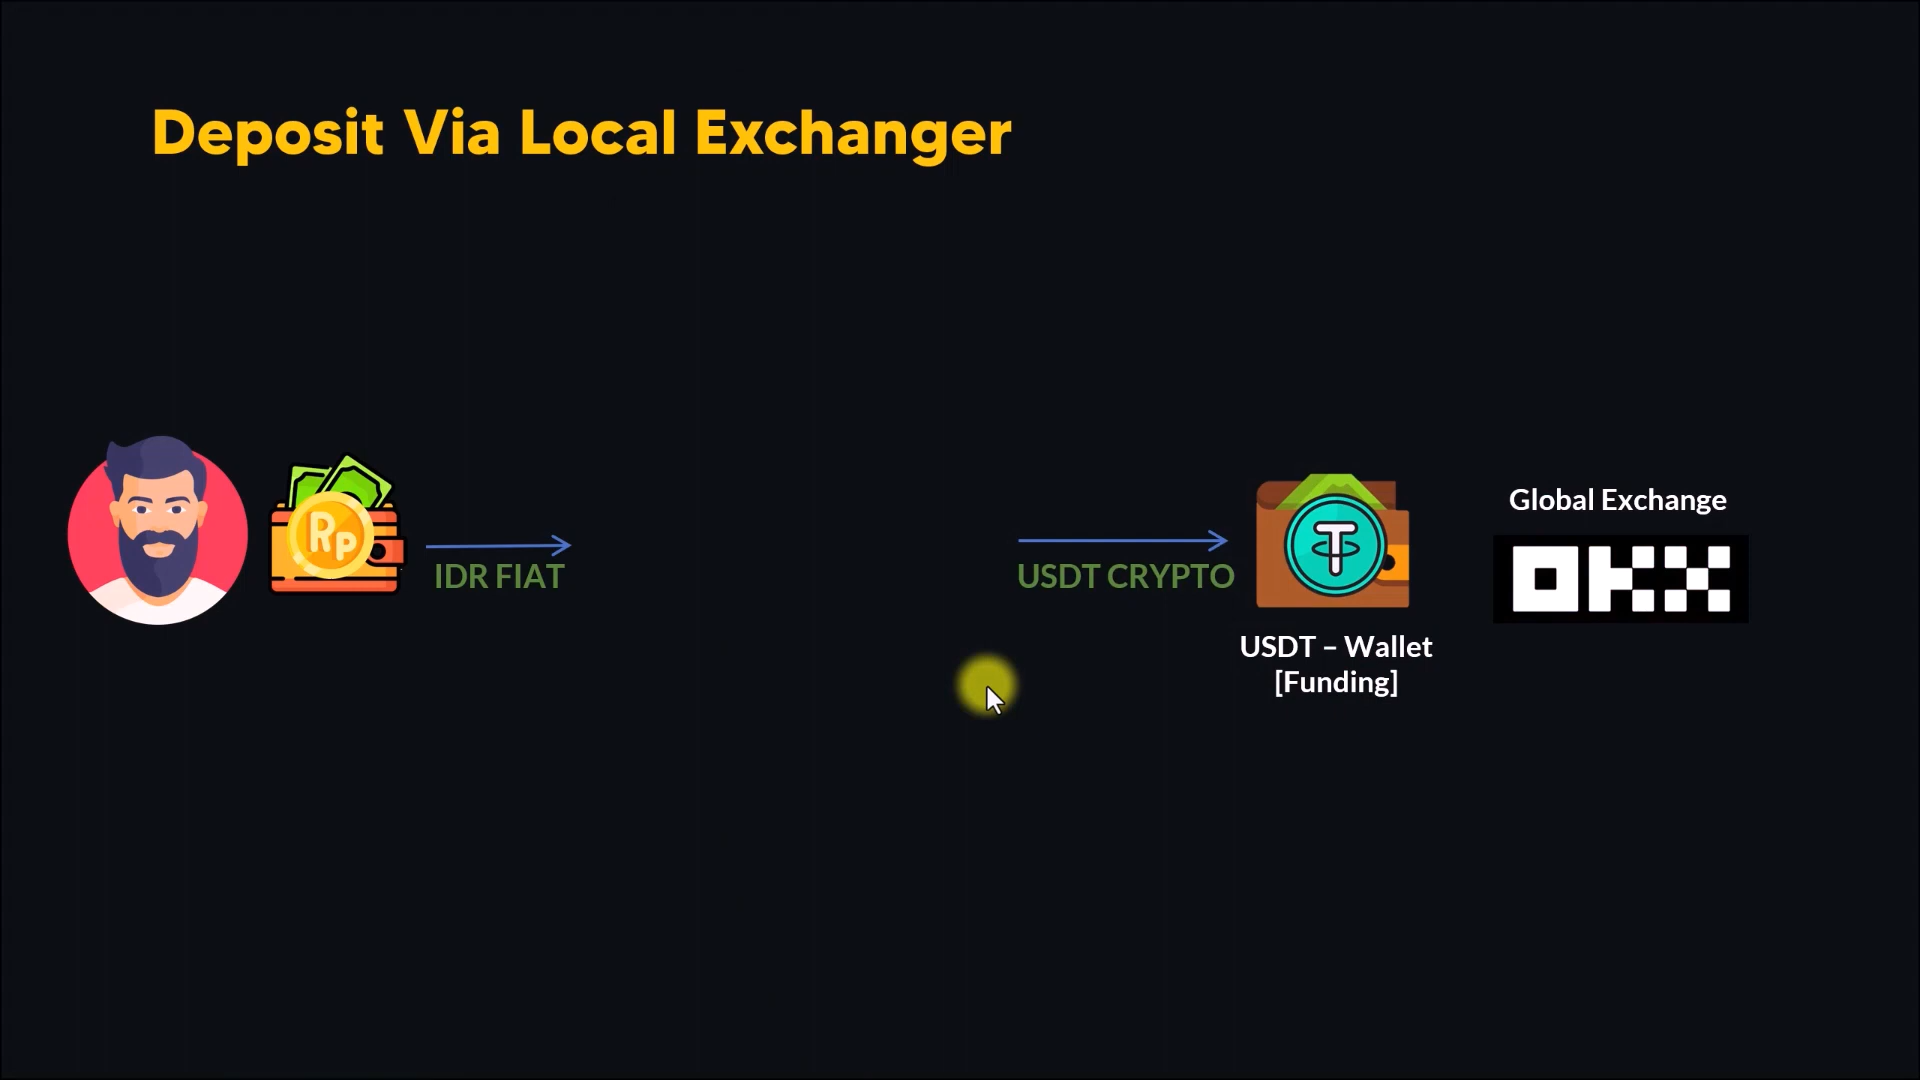 Deposit Via Local Exchanger
Rp
IDR FIAT
USDT CRYPTO
USDT – Wallet
[Funding]
Global Exchange
OKX